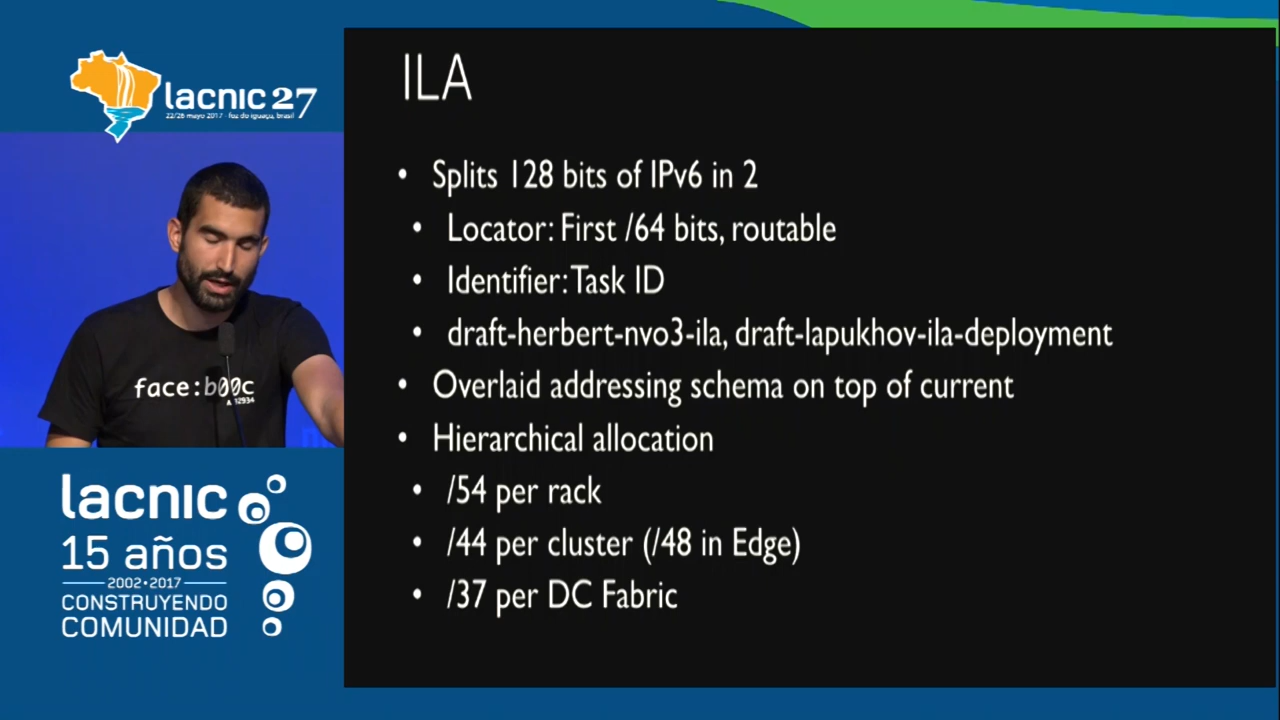 lacnic 27
22/26 mayo 2017 - foz do iguaçu, brasil
face:b00c
lacnic
15 años
2002•2017
CONSTRUYENDO
COMUNIDAD
ILA
• Splits 128 bits of IPv6 in 2
• Locator: First /64 bits, routable
• Identifier: Task ID
• draft-herbert-nvo3-ila, draft-lapukhov-ila-deployment
• Overlaid addressing schema on top of current
• Hierarchical allocation
• /54 per rack
• /44 per cluster (/48 in Edge)
• /37 per DC Fabric